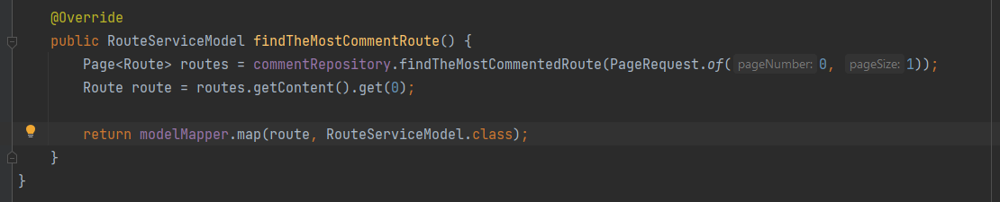 @Override
public RouteServiceModel findTheMostCommentRoute() {
Page<Route> routes = commentRepository.findTheMostCommentedRoute(PageRequest.of( pageNumber: 0, pageSize: 1));
Route route = routes.getContent().get(0);
return modelMapper.map(route, RouteServiceModel.class);
}
}